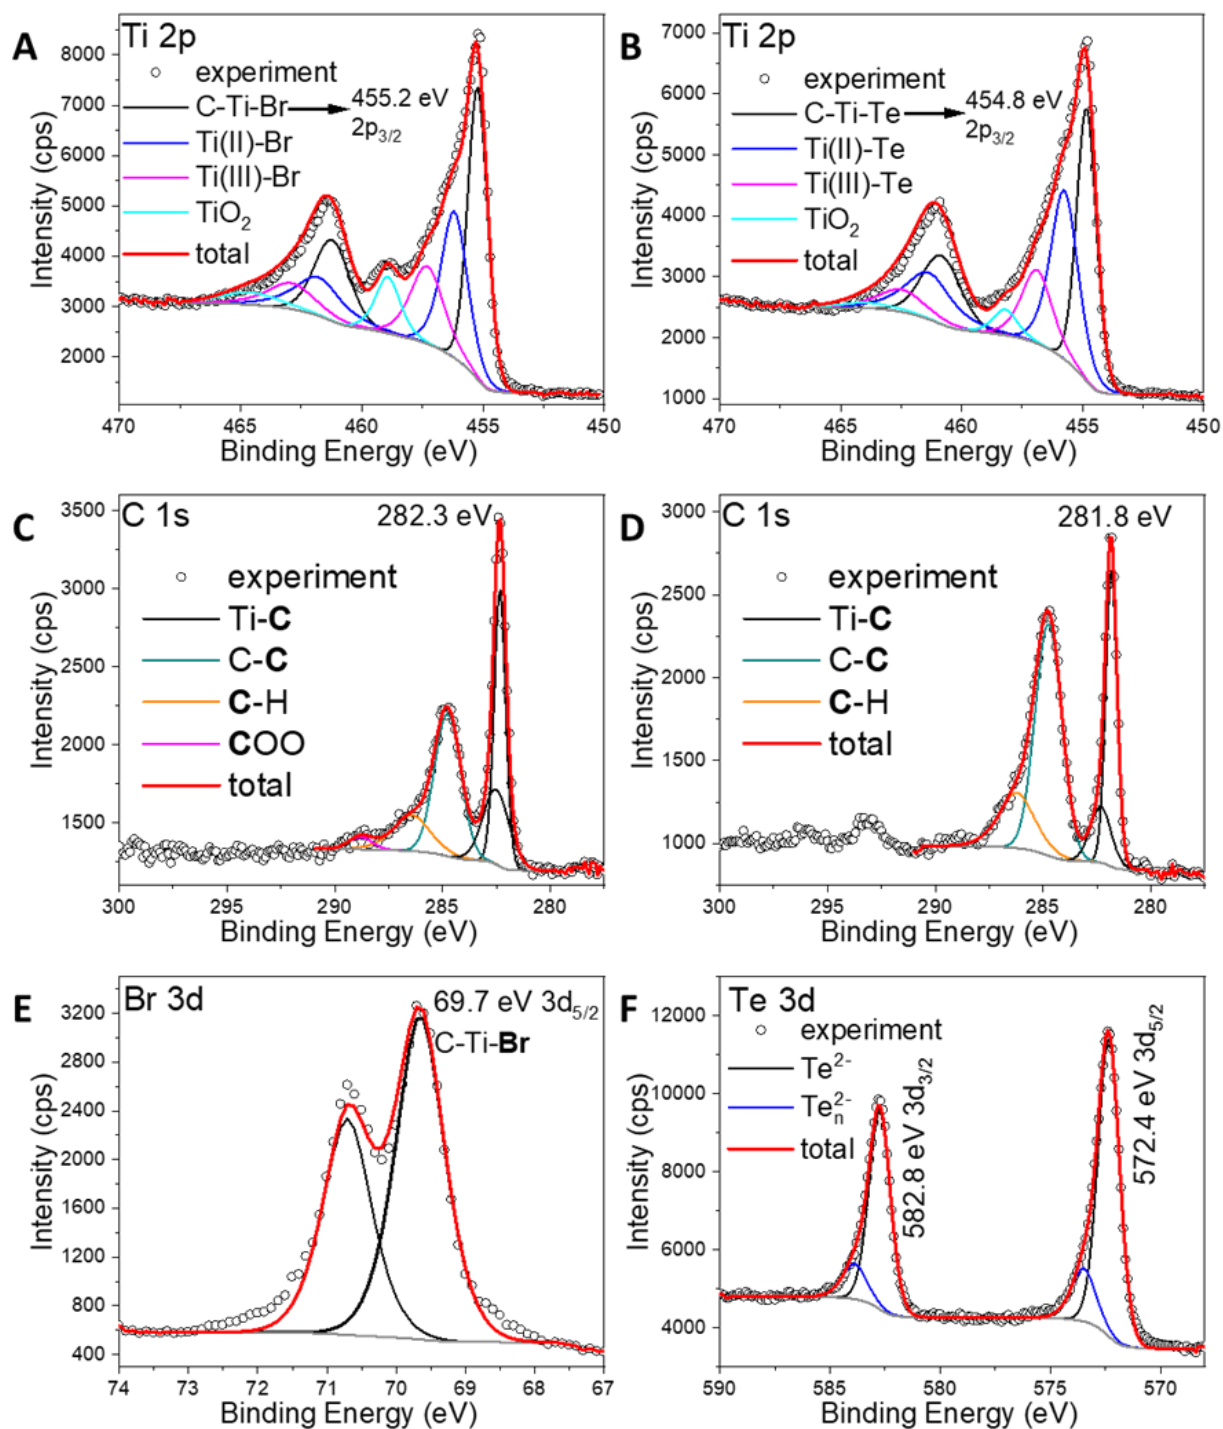 A
Ti 2p
experiment
C-Ti-Br
455.2 eV
2p3/2
Ti(II)-Br
Ti(III)-Br
TiO2
total
8000
7000
6000
5000
4000
3000
2000
Intensity (cps)
470
465
460
455
450
Binding Energy (eV)
B
Ti 2p
experiment
C-Ti-Te
454.8 eV
2p3/2
Ti(II)-Te
Ti(III)-Te
TiO2
total
7000
6000
5000
4000
3000
2000
1000
Intensity (cps)
470
465
460
455
450
Binding Energy (eV)
C
C 1s
282.3 eV
experiment
Ti-C
C-C
C-H
COO
total
3500
3000
2500
2000
1500
Intensity (cps)
300
295
290
285
280
Binding Energy (eV)
D
C 1s
281.8 eV
experiment
Ti-C
C-C
C-H
total
3000
2500
2000
1500
1000
Intensity (cps)
300
295
290
285
280
Binding Energy (eV)
E
Br 3d
69.7 eV 3d5/2
C-Ti-Br
3200
2800
2400
2000
1600
1200
800
400
Intensity (cps)
74
73
72
71
70
69
68
67
Binding Energy (eV)
F
Te 3d
experiment
Te2-
Ten2-
total
582.8 eV 3d3/2
572.4 eV 3d5/2
12000
10000
8000
6000
4000
Intensity (cps)
590
585
580
575
570
Binding Energy (eV)